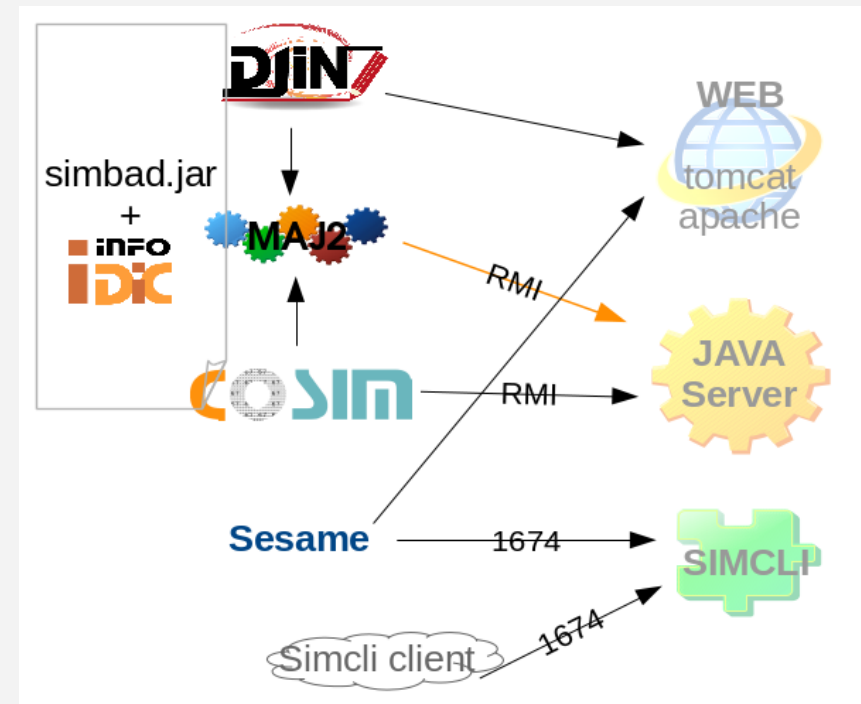 DJiN
WEB
tomcat
apache
simbad.jar
+
iNFO
iDiC
MAJ2
RMI
JAVA
Server
COSIM
RMI
Sesame
1674
SIMCLI
Simcli client
1674